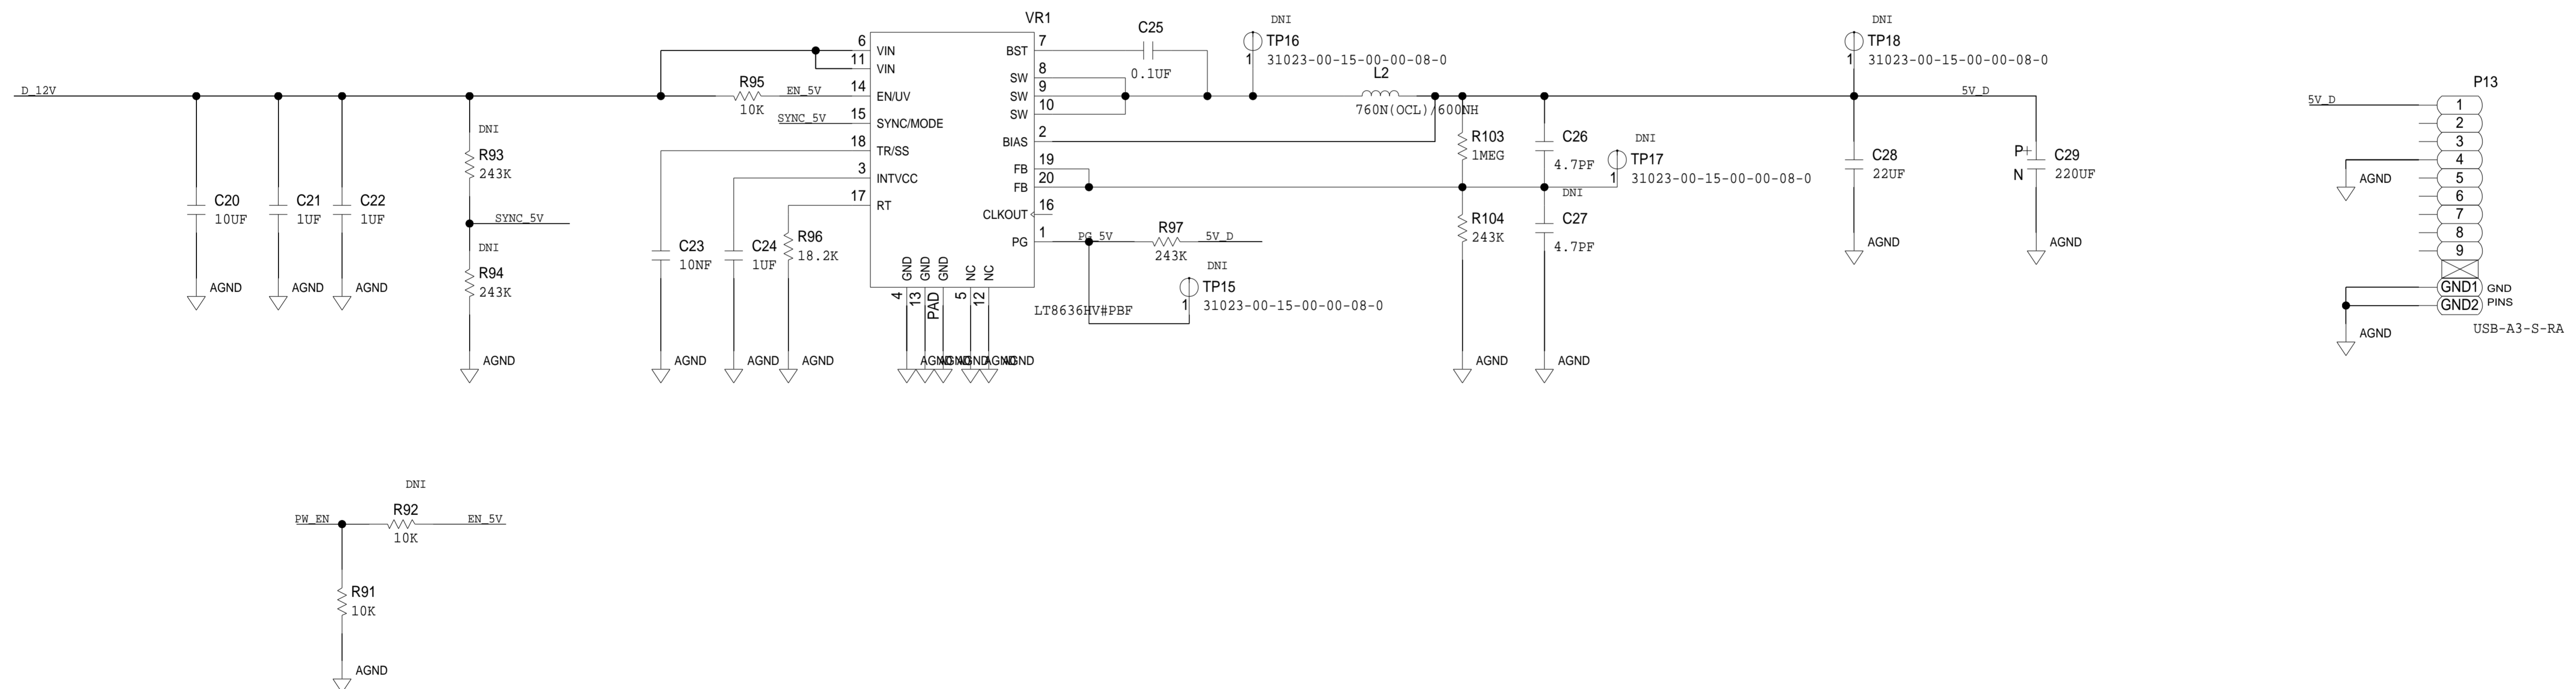 D_12V
C20
10UF
AGND
C21
1UF
AGND
C22
1UF
AGND
DNI
R93
243K
SYNC_5V
DNI
R94
243K
AGND
R95
10K
EN_5V
SYNC_5V
C23
10NF
AGND
C24
1UF
AGND
R96
18.2K
AGND
VR1
6
VIN
11
VIN
14
EN/UV
15
SYNC/MODE
18
TR/SS
3
INTVCC
17
RT
BST
7
SW
8
SW
9
SW
10
BIAS
2
FB
19
FB
20
CLKOUT
16
PG
1
GND
GND
GND
NC
NC
4
13
PAD
5
12
AGND
AGND
AGND
AGND
AGND
LT8636HV#PBF
C25
0.1UF
DNI
TP16
1
31023-00-15-00-00-08-0
L2
760N(OCL)/600NH
PG_5V
R97
243K
5V_D
DNI
TP15
1
31023-00-15-00-00-08-0
R103
1MEG
R104
243K
AGND
C26
4.7PF
DNI
C27
4.7PF
AGND
DNI
TP17
1
31023-00-15-00-00-08-0
DNI
TP18
1
31023-00-15-00-00-08-0
5V_D
C28
22UF
AGND
P+
N
C29
220UF
AGND
P13
5V_D
1
2
3
4
5
6
7
8
9
AGND
GND1
GND2
GND
PINS
USB-A3-S-RA
AGND
DNI
PW_EN
R92
10K
EN_5V
R91
10K
AGND